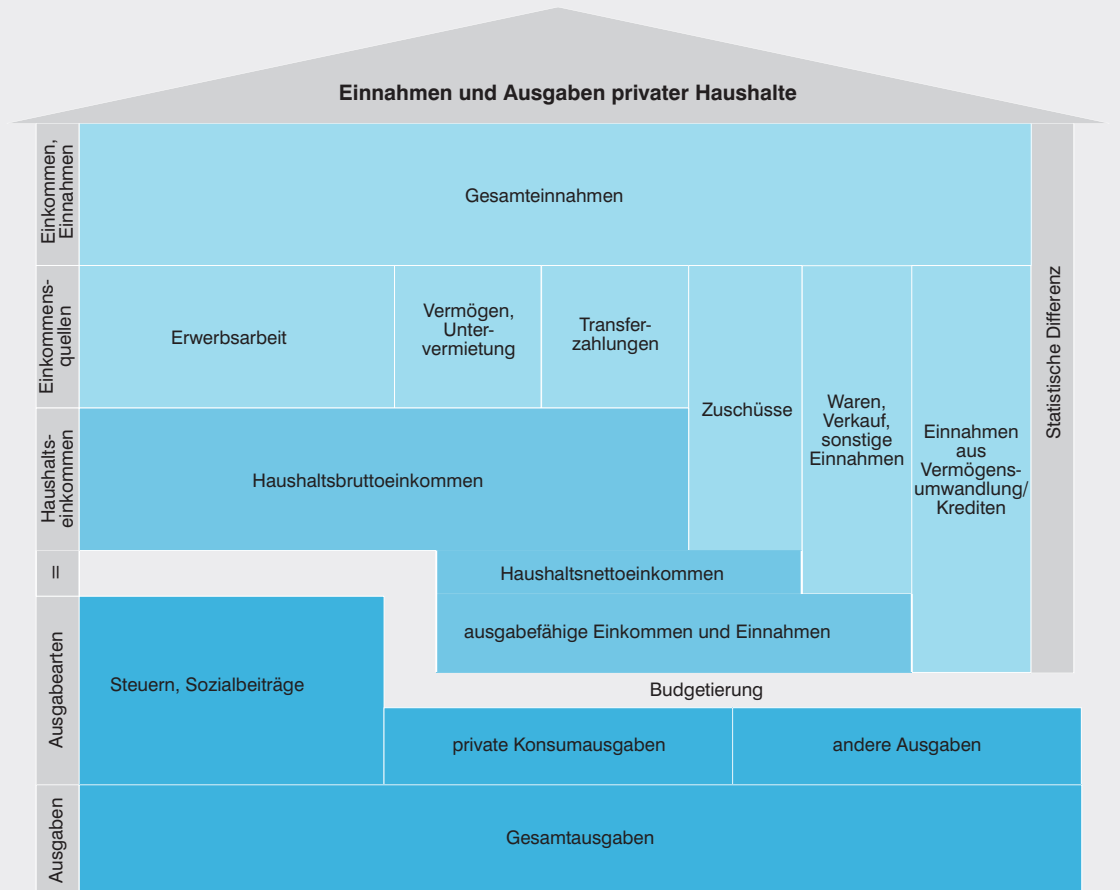 Einnahmen und Ausgaben privater Haushalte
Einkommen,
Einnahmen
Gesamteinnahmen
Statistische Differenz
Einkommens-
quellen
Erwerbsarbeit
Vermögen,
Unter-
vermietung
Transfer-
zahlungen
Zuschüsse
Waren,
Verkauf,
sonstige
Einnahmen
Einnahmen
aus
Vermögens-
umwandlung/
Krediten
Haushalts-
einkommen
Haushaltsbruttoeinkommen
=
Haushaltsnettoeinkommen
ausgabefähige Einkommen und Einnahmen
Ausgabearten
Steuern, Sozialbeiträge
Budgetierung
private Konsumausgaben
andere Ausgaben
Ausgaben
Gesamtausgaben